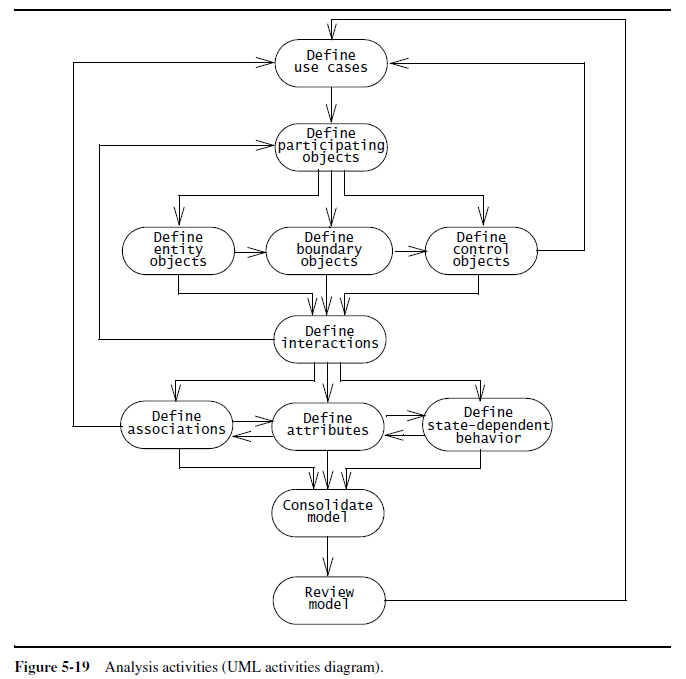 Define
use cases
Define
participating
objects
Define
entity
objects
Define
boundary
objects
Define
control
objects
Define
interactions
Define
associations
Define
attributes
Define
state-dependent
behavior
Consolidate
model
Review
model
Figure 5-19 Analysis activities (UML activities diagram).